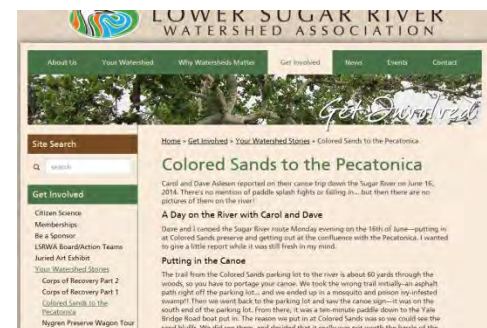 LOWER SUGAR RIVER
WATERSHED ASSOCIATION
About Us Your Watershed Why Watersheds Matter Get Involved News Events Contact
Get Involved
Site Search
search
Get Involved
Citizen Science
Memberships
Be a Sponsor
LSRWA Board/Action Teams
Juried Art Exhibit
Your Watershed Stories
Corps of Recovery Part 2
Corps of Recovery Part 1
Colored Sands to the
Pecatonica
Nygren Preserve Wagon Tour
Home » Get Involved » Your Watershed Stories » Colored Sands to the Pecatonica
Colored Sands to the Pecatonica
Carol and Dave Aslesen reported on their canoe trip down the Sugar River on June 16,
2014. There's no mention of paddle splash fights or falling in... but then there are no
pictures of them on the river!
A Day on the River with Carol and Dave
Dave and I canoed the Sugar River route Monday evening on the 16th of June—putting in
at Colored Sands preserve and getting out at the confluence with the Pecatonica. I wanted
to give a little report while it was still fresh in my mind.
Putting in the Canoe
The trail from the Colored Sands parking lot to the river is about 60 yards through the
woods, so you have to portage your canoe. We took the wrong trail initially—an asphalt
path right off the parking lot... and we ended up in a mosquito and poison ivy-infested
swamp!! Then we went back to the parking lot and saw the canoe sign—it was on the
south end of the parking lot. From there, it was a ten-minute paddle down to the Yale
Bridge Road boat put in. The reason we put in at Colored Sands was so we could see the